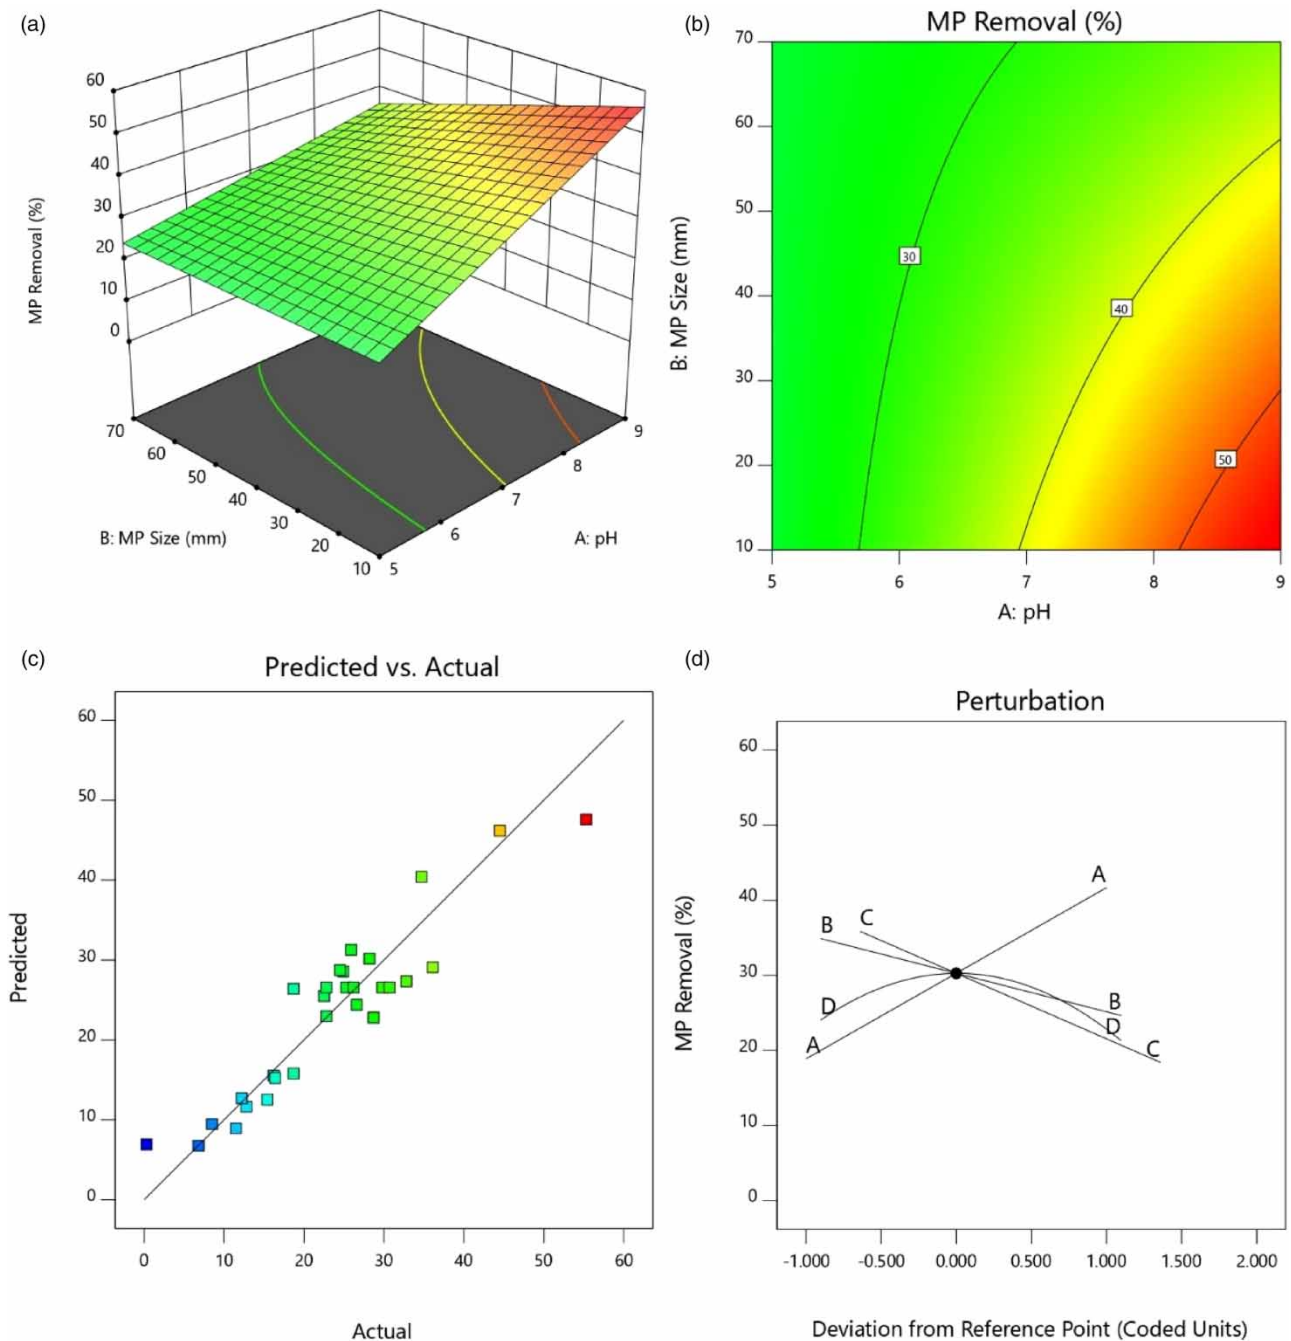 (a)
60
50
40
30
20
10
0
MP Removal (%)
70
60
50
40
30
20
10
5
6
7
8
9
B: MP Size (mm)
A: pH
(b)
MP Removal (%)
70
60
50
40
30
20
10
B: MP Size (mm)
30
40
50
5 6 7 8 9
A: pH
(c)
Predicted vs. Actual
60
50
40
30
20
10
0
Predicted
0 10 20 30 40 50 60
Actual
(d)
Perturbation
60
50
40
30
20
10
0
MP Removal (%)
A
B
C
D
A
B
D
C
-1.000 -0.500 0.000 0.500 1.000 1.500 2.000
Deviation from Reference Point (Coded Units)